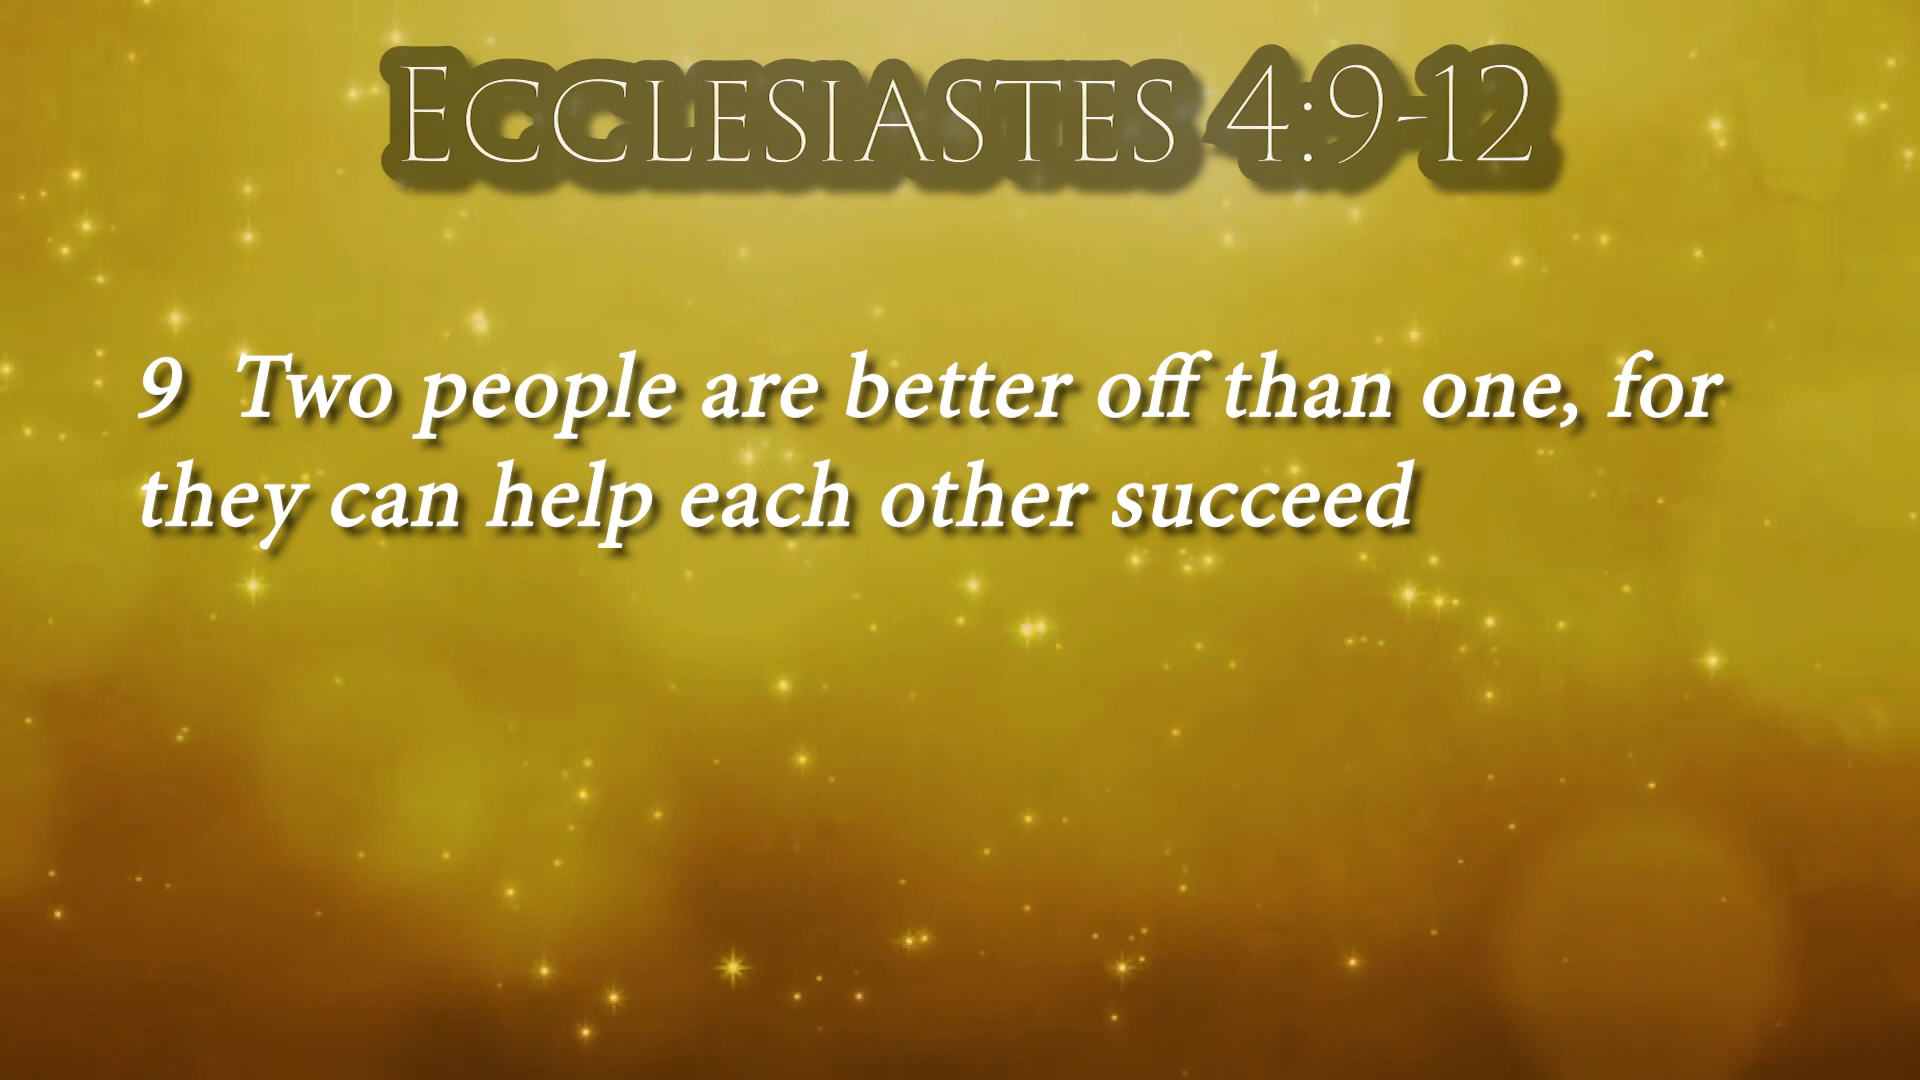 Ecclesiastes 4:9-12
9 Two people are better off than one, for
they can help each other succeed